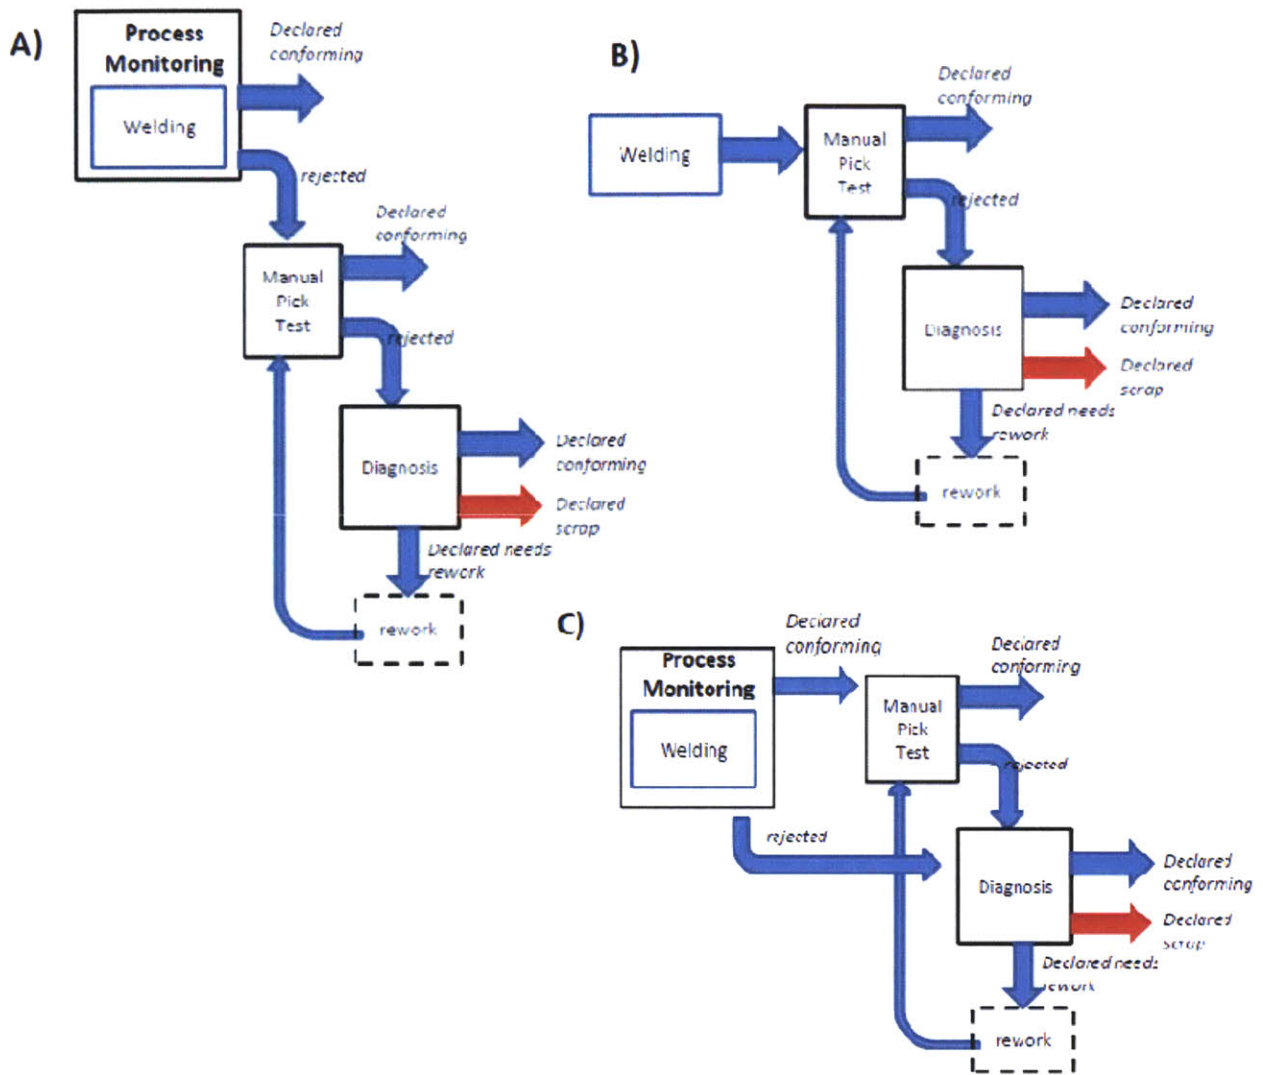 A)
Process
Monitoring
Welding
Declared
conforming
rejected
Declared
conforming
Manual
Pick
Test
rejected
Diagnosis
Declared
conforming
Declared
scrap
Declared needs
rework
rework
B)
Welding
Manual
Pick
Test
Declared
conforming
rejected
Diagnosis
Declared
conforming
Declared
scrap
Declared needs
rework
rework
C)
Process
Monitoring
Welding
Declared
conforming
rejected
Manual
Pick
Test
Declared
conforming
rejected
Diagnosis
Declared
conforming
Declared
scrap
Declared needs
rework
rework